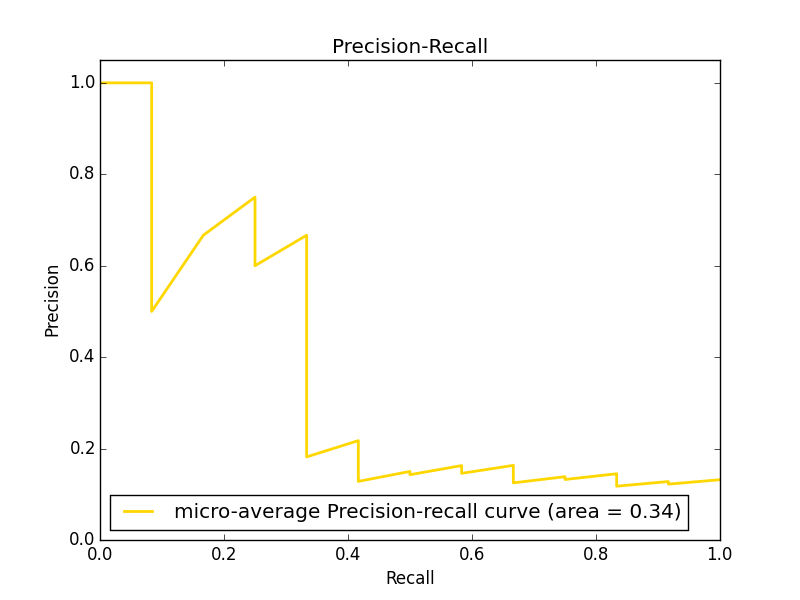 Precision-Recall
1.0
0.8
0.6
0.4
0.2
0.0
Precision
micro-average Precision-recall curve (area = 0.34)
0.0 0.2 0.4 0.6 0.8 1.0
Recall